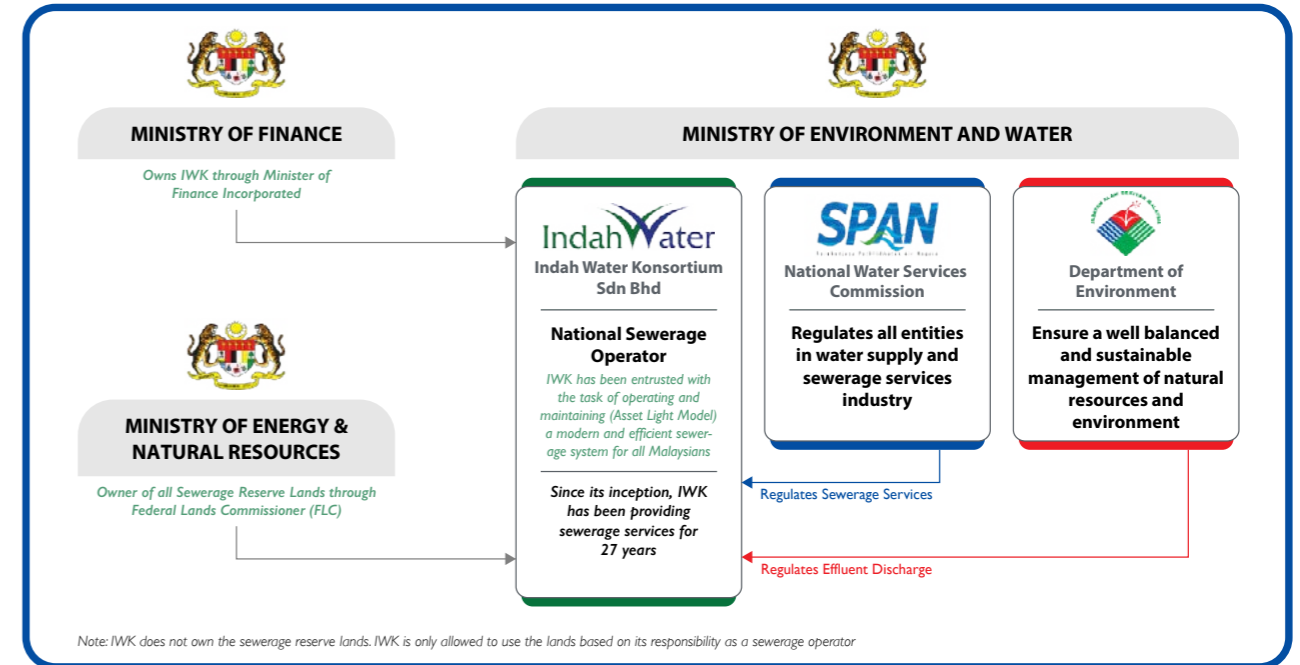 MINISTRY OF FINANCE
Owns IWK through Minister of
Finance Incorporated
MINISTRY OF ENERGY &
NATURAL RESOURCES
Owner of all Sewerage Reserve Lands through
Federal Lands Commissioner (FLC)
MINISTRY OF ENVIRONMENT AND WATER
IndahWater
Indah Water Konsortium
Sdn Bhd
National Sewerage
Operator
IWK has been entrusted with
the task of operating and
maintaining (Asset Light Model)
a modern and efficient sewer-
age system for all Malaysians
Since its inception, IWK
has been providing
sewerage services for
27 years
SPAN
National Water Services
Commission
Regulates all entities
in water supply and
sewerage services
industry
Department of
Environment
Ensure a well balanced
and sustainable
management of natural
resources and
environment
Regulates Sewerage Services
Regulates Effluent Discharge
Note: IWK does not own the sewerage reserve lands. IWK is only allowed to use the lands based on its responsibility as a sewerage operator